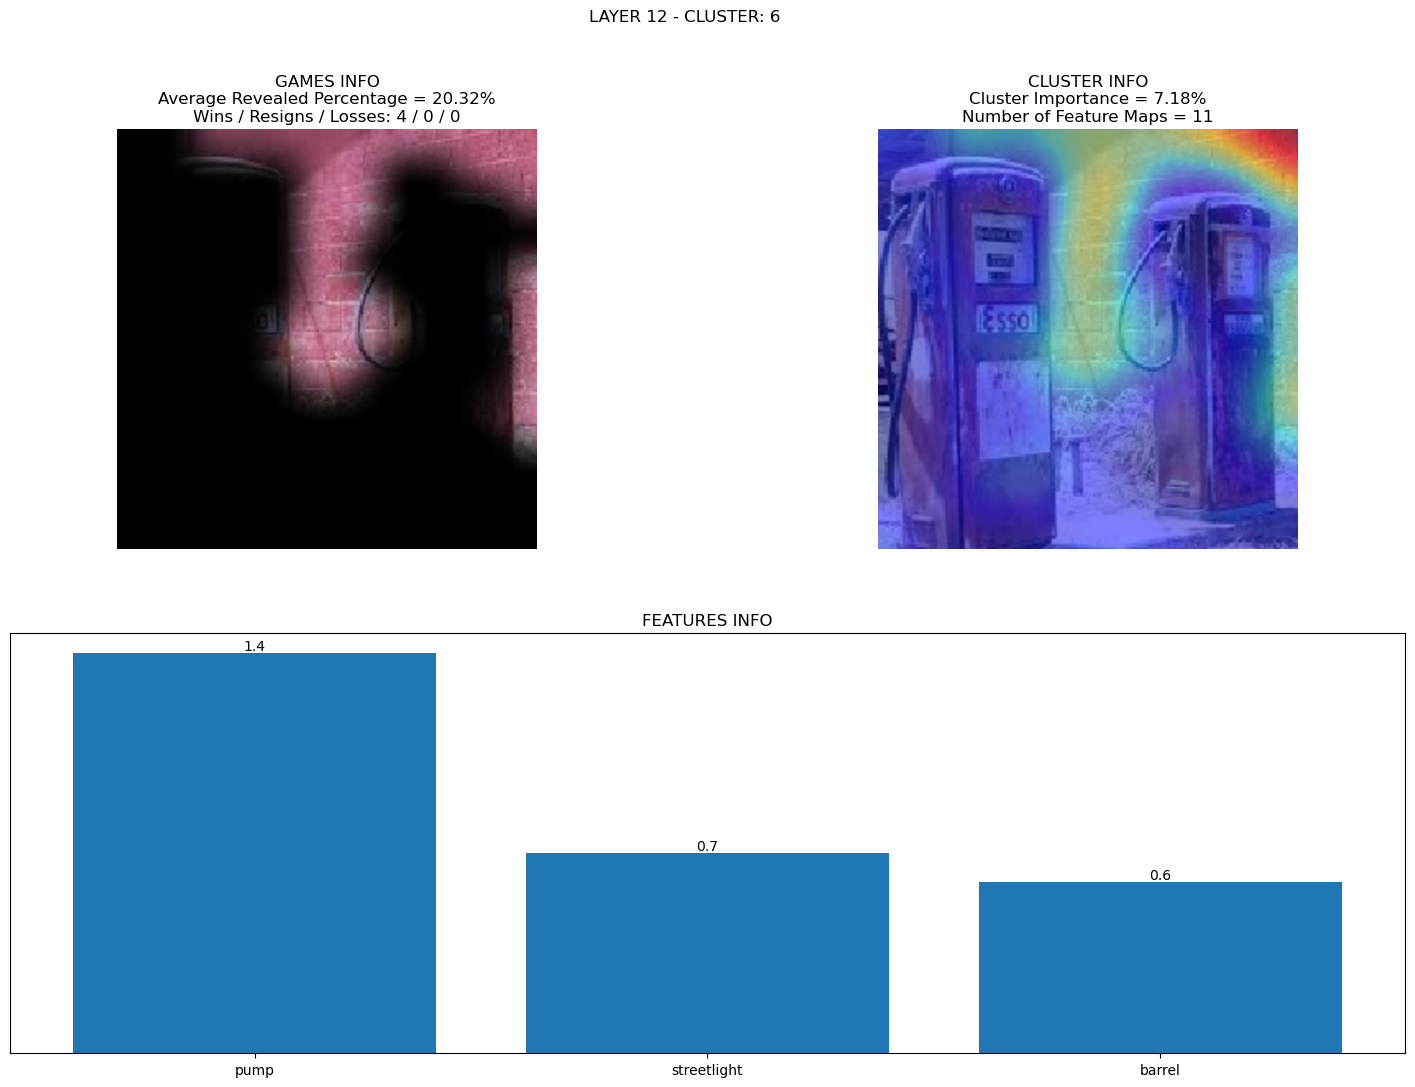 LAYER 12 - CLUSTER: 6
GAMES INFO
Average Revealed Percentage = 20.32%
Wins / Resigns / Losses: 4 / 0 / 0
CLUSTER INFO
Cluster Importance = 7.18%
Number of Feature Maps = 11
ESSO
FEATURES INFO
1.4
0.7
0.6
pump
streetlight
barrel